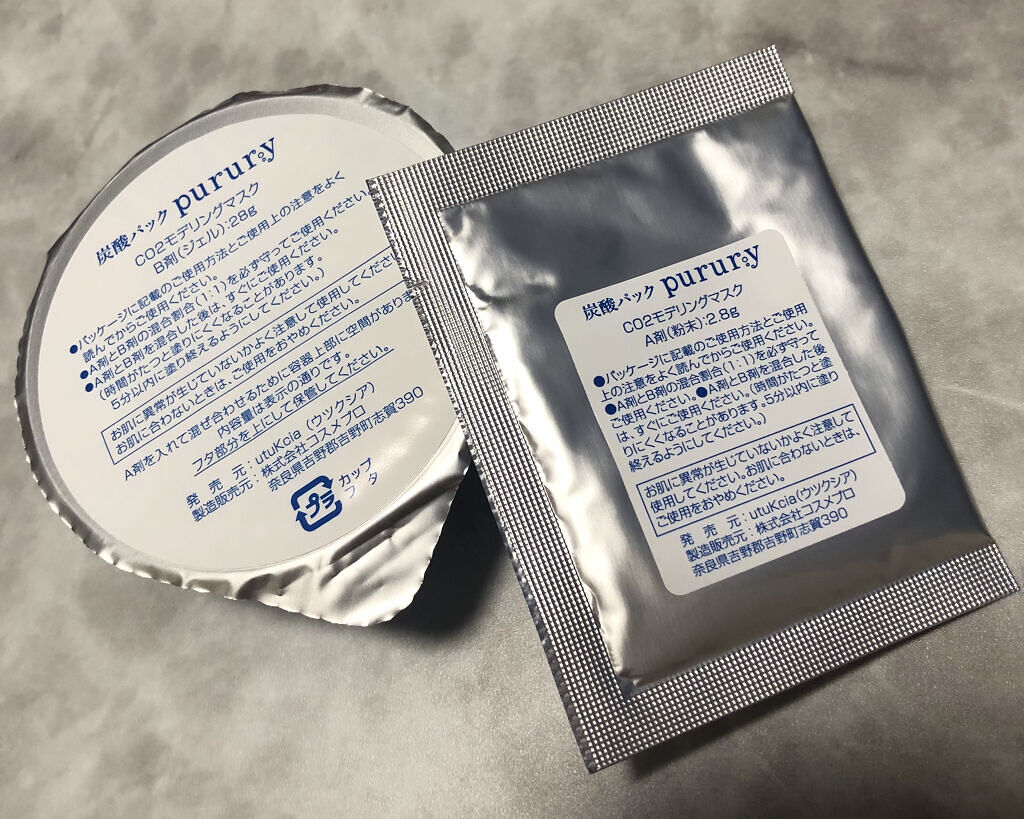 炭酸パック purury
CO2モデリングマスク
B剤(ジェル):28g
●パッケージに記載のご使用方法とご使用上の注意をよく
読んでからご使用ください。
●A剤とB剤の混合割合(1:1)を必ず守ってご使用ください
●A剤とB剤を混合した後は、すぐにご使用ください。
(時間がたつと塗りにくくなることがあります。
5分以内に塗り終えるようにしてください。)
お肌に異常が生じていないかよく注意して使用してくださ
お肌に合わないときは、ご使用をおやめください。
A剤を入れて混ぜ合わせるために容器上部に空間があり
内容量は表示の通りです。
フタ部分を上にして保管してください。
発 売 元:utuKcia(ウツクシア)
製造販売元:株式会社コスメプロ
奈良県吉野郡吉野町志賀390
プラ
カップ
フタ
炭酸パック purury
CO2モデリングマスク
A剤(粉末):2.8g
●パッケージに記載のご使用方法とご使用
上の注意をよく読んでからご使用ください。
●A剤とB剤の混合割合(1:1)を必ず守って
ご使用ください。●A剤とB剤を混合した後
は、すぐにご使用ください。(時間がたつと塗
りにくくなることがあります。5分以内に塗り
終えるようにしてください。)
お肌に異常が生じていないかよく注意して
使用してください。お肌に合わないときは、
ご使用をおやめください。
発 売 元:utuKcia(ウツクシア)
製造販売元:株式会社コスメプロ
奈良県吉野郡吉野町志賀390